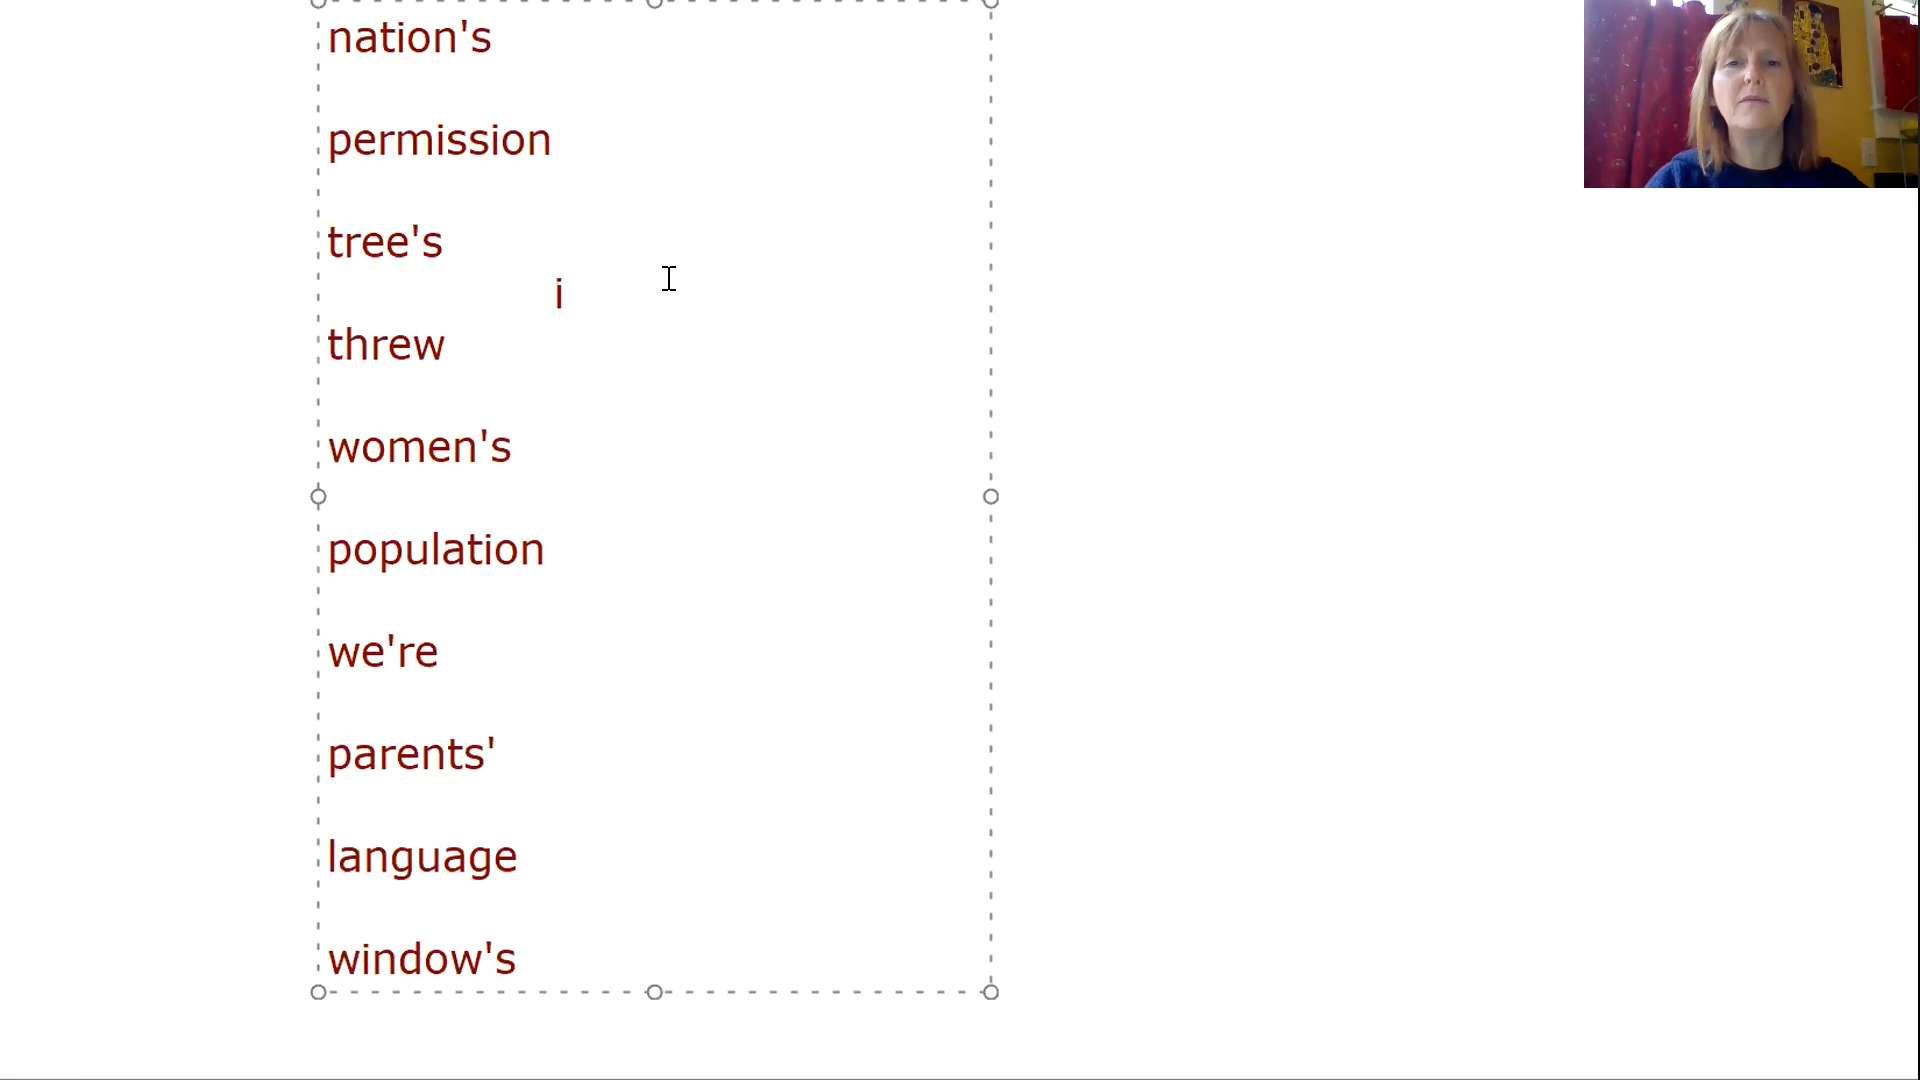 nation's
permission
tree's
i
threw
women's
population
we're
parents'
language
window's